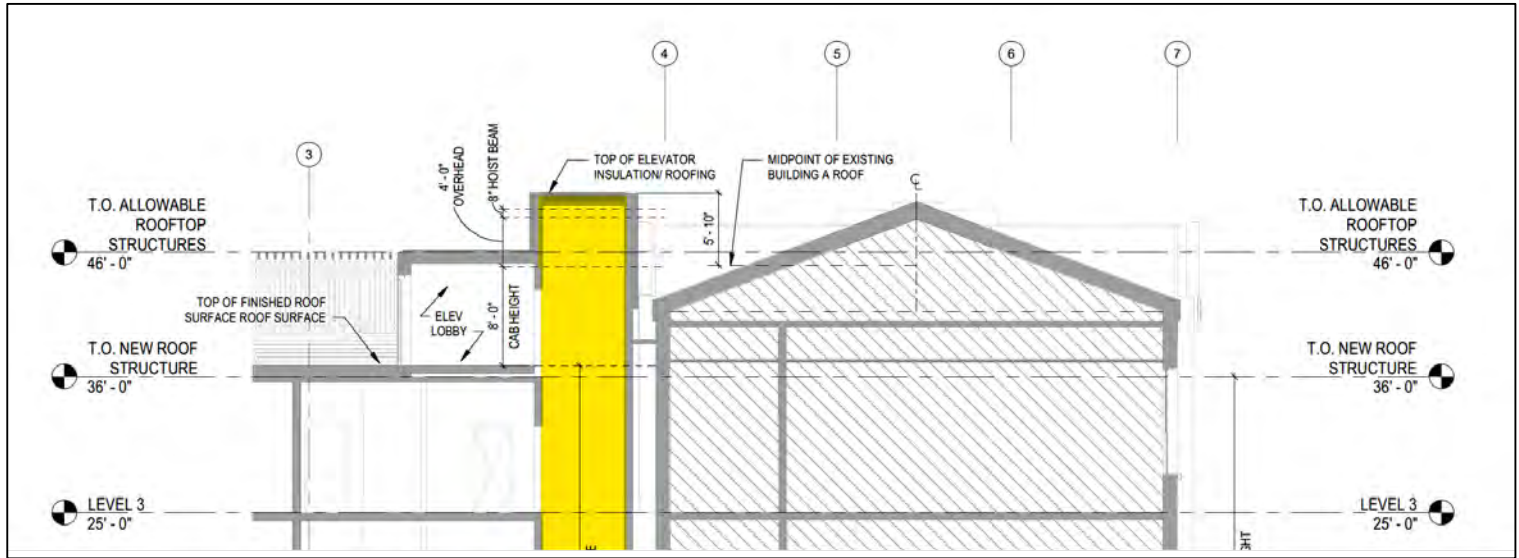 4
5
6
7
3
4' - 0"
OVERHEAD
8" HOIST BEAM
TOP OF ELEVATOR
INSULATION/ ROOFING
MIDPOINT OF EXISTING
BUILDING A ROOF
℄
5' - 10"
T.O. ALLOWABLE
ROOFTOP
STRUCTURES
46' - 0"
T.O. ALLOWABLE
ROOFTOP
STRUCTURES
46' - 0"
TOP OF FINISHED ROOF
SURFACE ROOF SURFACE
ELEV
LOBBY
8' - 0"
CAB HEIGHT
T.O. NEW ROOF
STRUCTURE
36' - 0"
T.O. NEW ROOF
STRUCTURE
36' - 0"
LEVEL 3
25' - 0"
LEVEL 3
25' - 0"